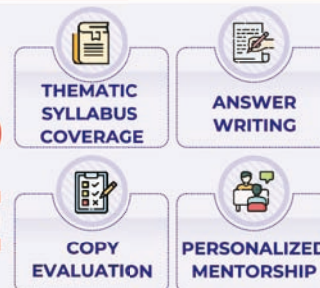 THEMATIC
SYLLABUS
COVERAGE
ANSWER
WRITING
COPY
EVALUATION
PERSONALIZED
MENTORSHIP